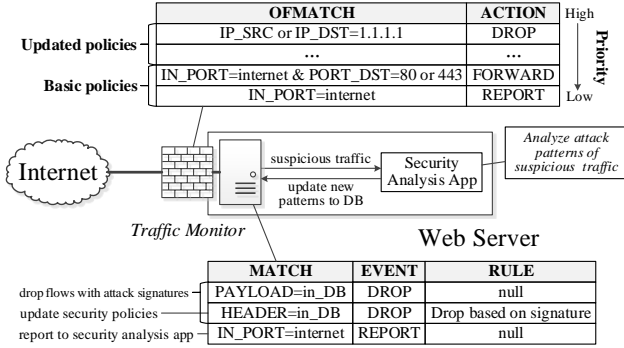 OFMATCH ACTION
IP_SRC or IP_DST=1.1.1.1 DROP
... ...
IN_PORT=internet & PORT_DST=80 or 443 FORWARD
IN_PORT=internet REPORT
Updated policies
Basic policies
High
Priority
Low
Internet
Traffic Monitor
suspicious traffic
update new
patterns to DB
Security
Analysis App
Analyze attack
patterns of
suspicious traffic
Web Server
MATCH EVENT RULE
drop flows with attack signatures PAYLOAD=in_DB DROP null
update security policies HEADER=in_DB DROP Drop based on signature
report to security analysis app IN_PORT=internet REPORT null